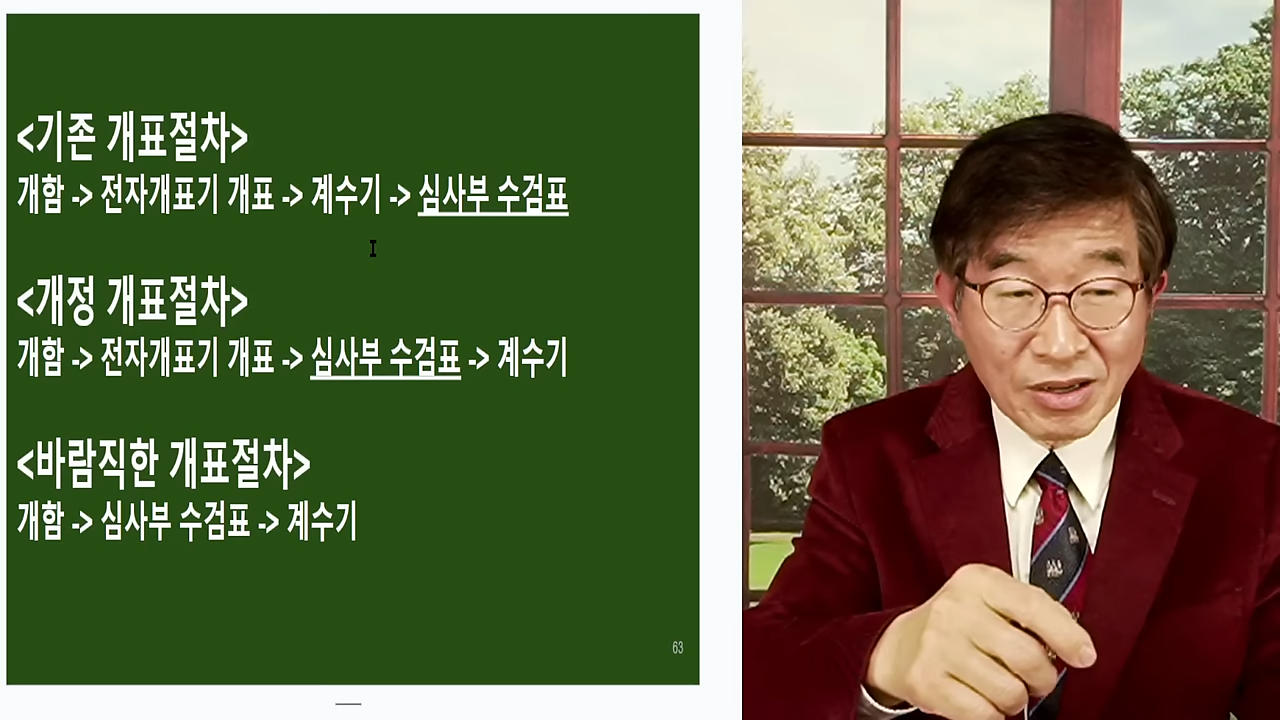 <기존 개표절차>
개함 -> 전자개표기 개표 -> 계수기 -> 심사부 수검표
<개정 개표절차>
개함 -> 전자개표기 개표 -> 심사부 수검표 -> 계수기
<바람직한 개표절차>
개함 -> 심사부 수검표 -> 계수기
63